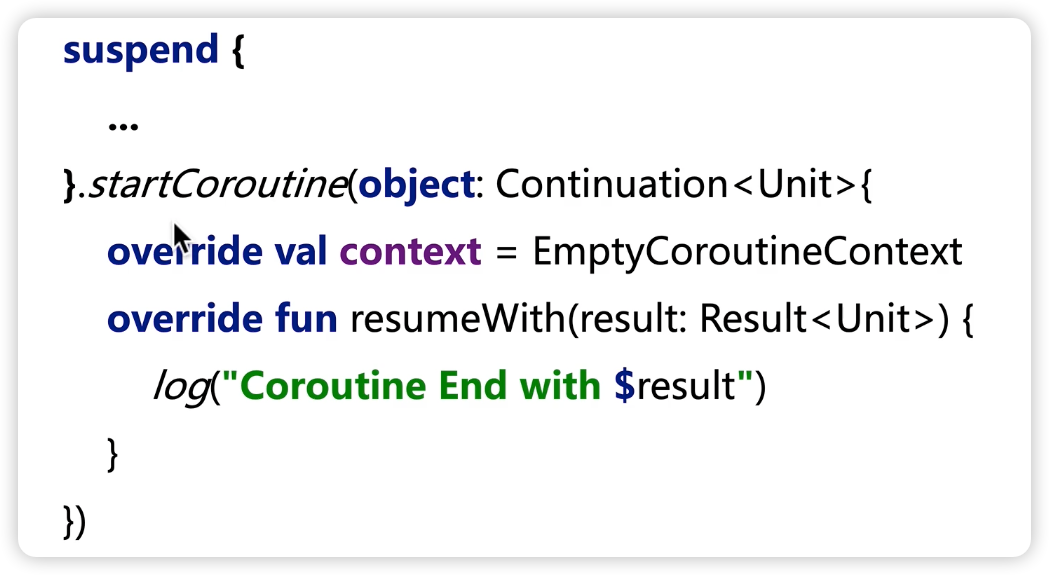 suspend {
...
}.startCoroutine(object: Continuation<Unit>{
override val context = EmptyCoroutineContext
override fun resumeWith(result: Result<Unit>) {
log("Coroutine End with $result")
}
})